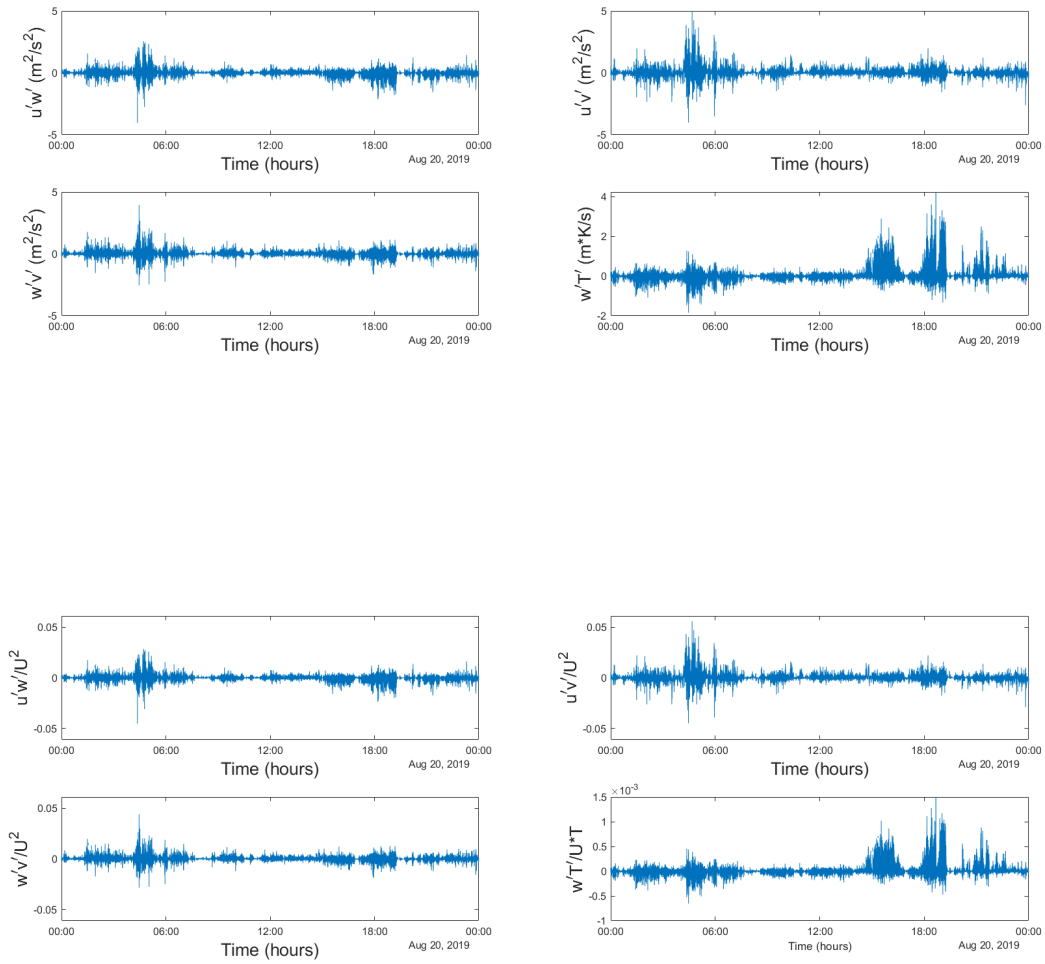 5
0
-5
u'w' (m²/s²)
00:00 06:00 12:00 18:00 00:00
Time (hours)
Aug 20, 2019
5
0
-5
u'v' (m²/s²)
00:00 06:00 12:00 18:00 00:00
Time (hours)
Aug 20, 2019
5
0
-5
w'v' (m²/s²)
00:00 06:00 12:00 18:00 00:00
Time (hours)
Aug 20, 2019
4
2
0
-2
w'T' (m*K/s)
00:00 06:00 12:00 18:00 00:00
Time (hours)
Aug 20, 2019
0.05
0
-0.05
u'w'/U²
00:00 06:00 12:00 18:00 00:00
Time (hours)
Aug 20, 2019
0.05
0
-0.05
u'v'/U²
00:00 06:00 12:00 18:00 00:00
Time (hours)
Aug 20, 2019
0.05
0
-0.05
w'v'/U²
00:00 06:00 12:00 18:00 00:00
Time (hours)
Aug 20, 2019
×10⁻³
1.5
1
0.5
0
-0.5
-1
w'T'/U*T
00:00 06:00 12:00 18:00 00:00
Time (hours)
Aug 20, 2019